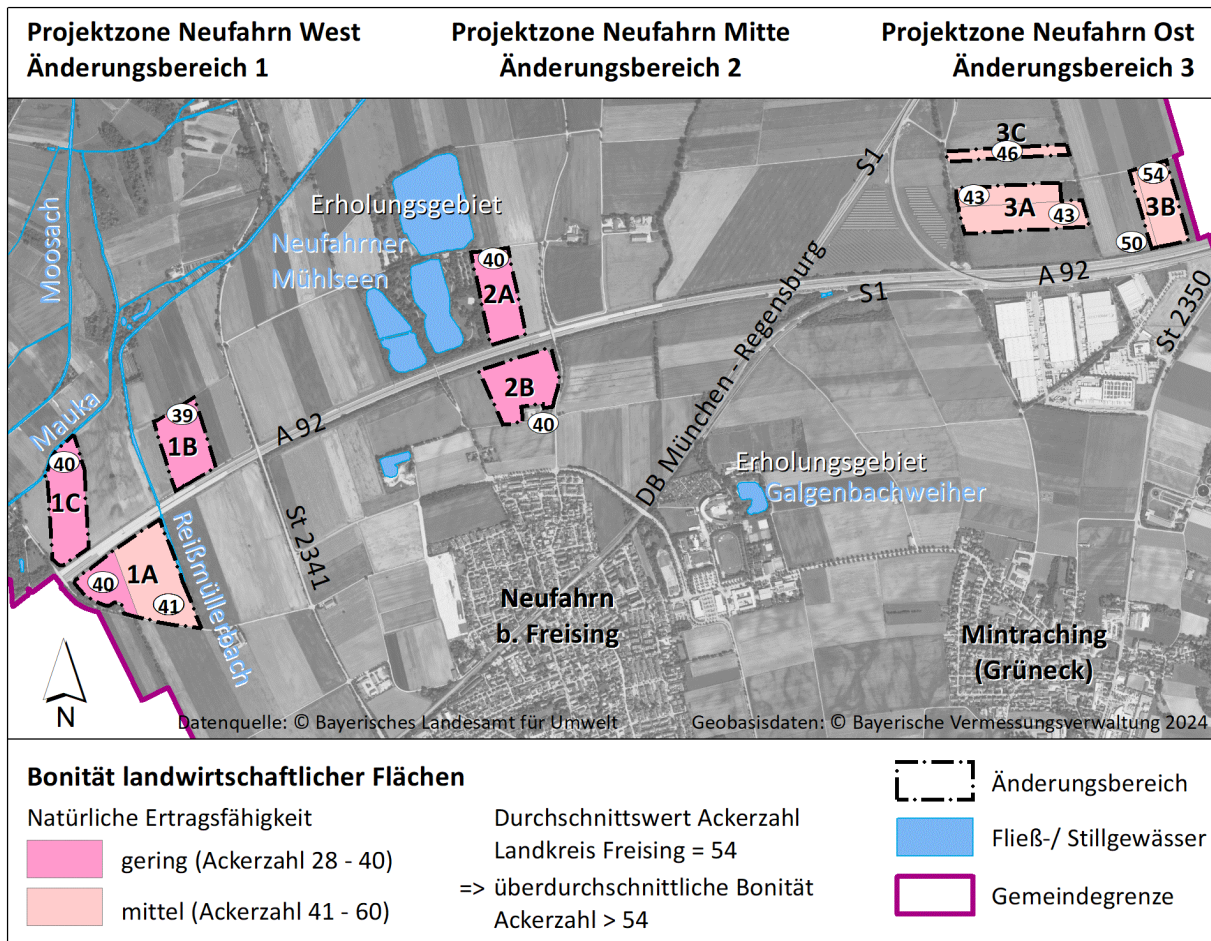 Projektzone Neufahrn West
Änderungsbereich 1
Projektzone Neufahrn Mitte
Änderungsbereich 2
Projektzone Neufahrn Ost
Änderungsbereich 3
Moosach
Mauka
Reißmüllerbach
St 2341
A 92
Erholungsgebiet
Neufahrner
Mühlseen
40
1C
39
1B
40
1A
41
40
2A
2B
40
DB München - Regensburg
S1
S1
A 92
St 2350
3C
46
43
3A
43
54
3B
50
Erholungsgebiet
Galgenbachweiher
Neufahrn
b. Freising
Mintraching
(Grüneck)
N
Datenquelle: © Bayerisches Landesamt für Umwelt
Geobasisdaten: © Bayerische Vermessungsverwaltung 2024
Bonität landwirtschaftlicher Flächen
Natürliche Ertragsfähigkeit
gering (Ackerzahl 28 - 40)
mittel (Ackerzahl 41 - 60)
Durchschnittswert Ackerzahl
Landkreis Freising = 54
=> überdurchschnittliche Bonität
Ackerzahl > 54
Änderungsbereich
Fließ-/ Stillgewässer
Gemeindegrenze